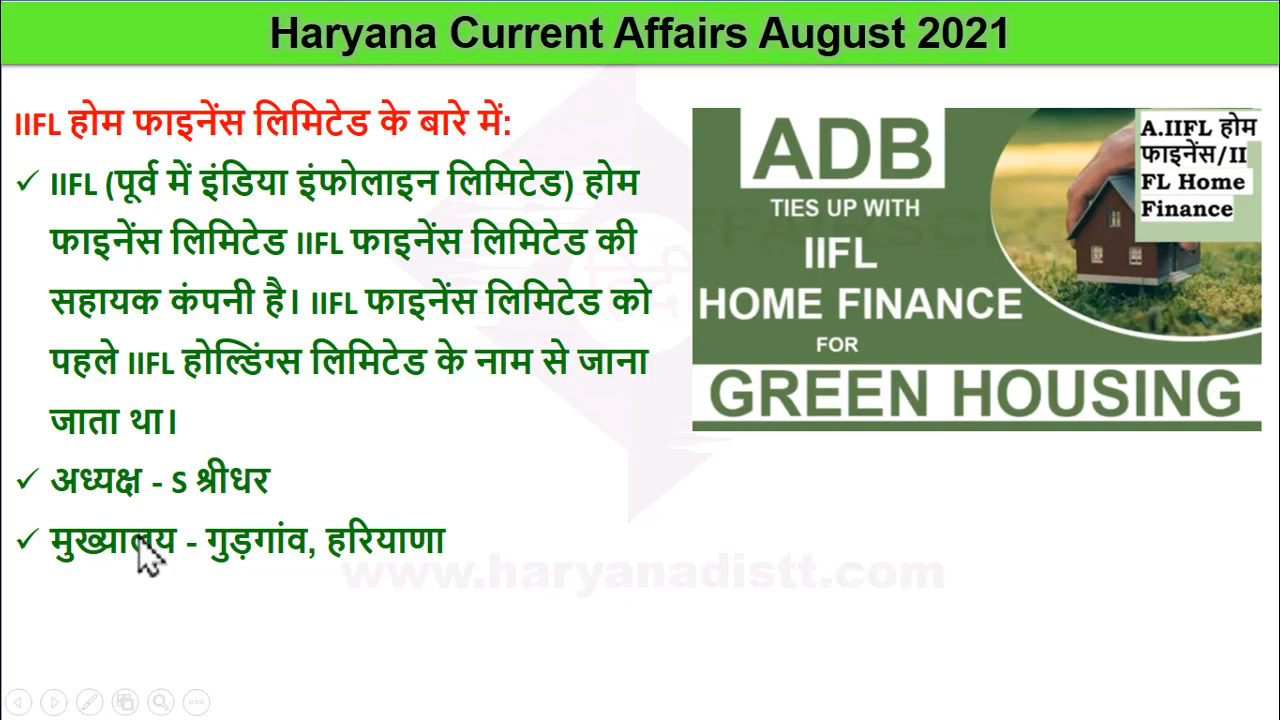 Haryana Current Affairs August 2021
IIFL होम फाइनेंस लिमिटेड के बारे में:
✓ IIFL (पूर्व में इंडिया इंफोलाइन लिमिटेड) होम
फाइनेंस लिमिटेड IIFL फाइनेंस लिमिटेड की
सहायक कंपनी है। IIFL फाइनेंस लिमिटेड को
पहले IIFL होल्डिंग्स लिमिटेड के नाम से जाना
जाता था।
✓ अध्यक्ष - S श्रीधर
✓ मुख्यालय - गुड़गांव, हरियाणा
ADB
TIES UP WITH
IIFL
HOME FINANCE
FOR
GREEN HOUSING
A.IIFL होम
फाइनेंस/II
FL Home
Finance
www.haryanadistt.com